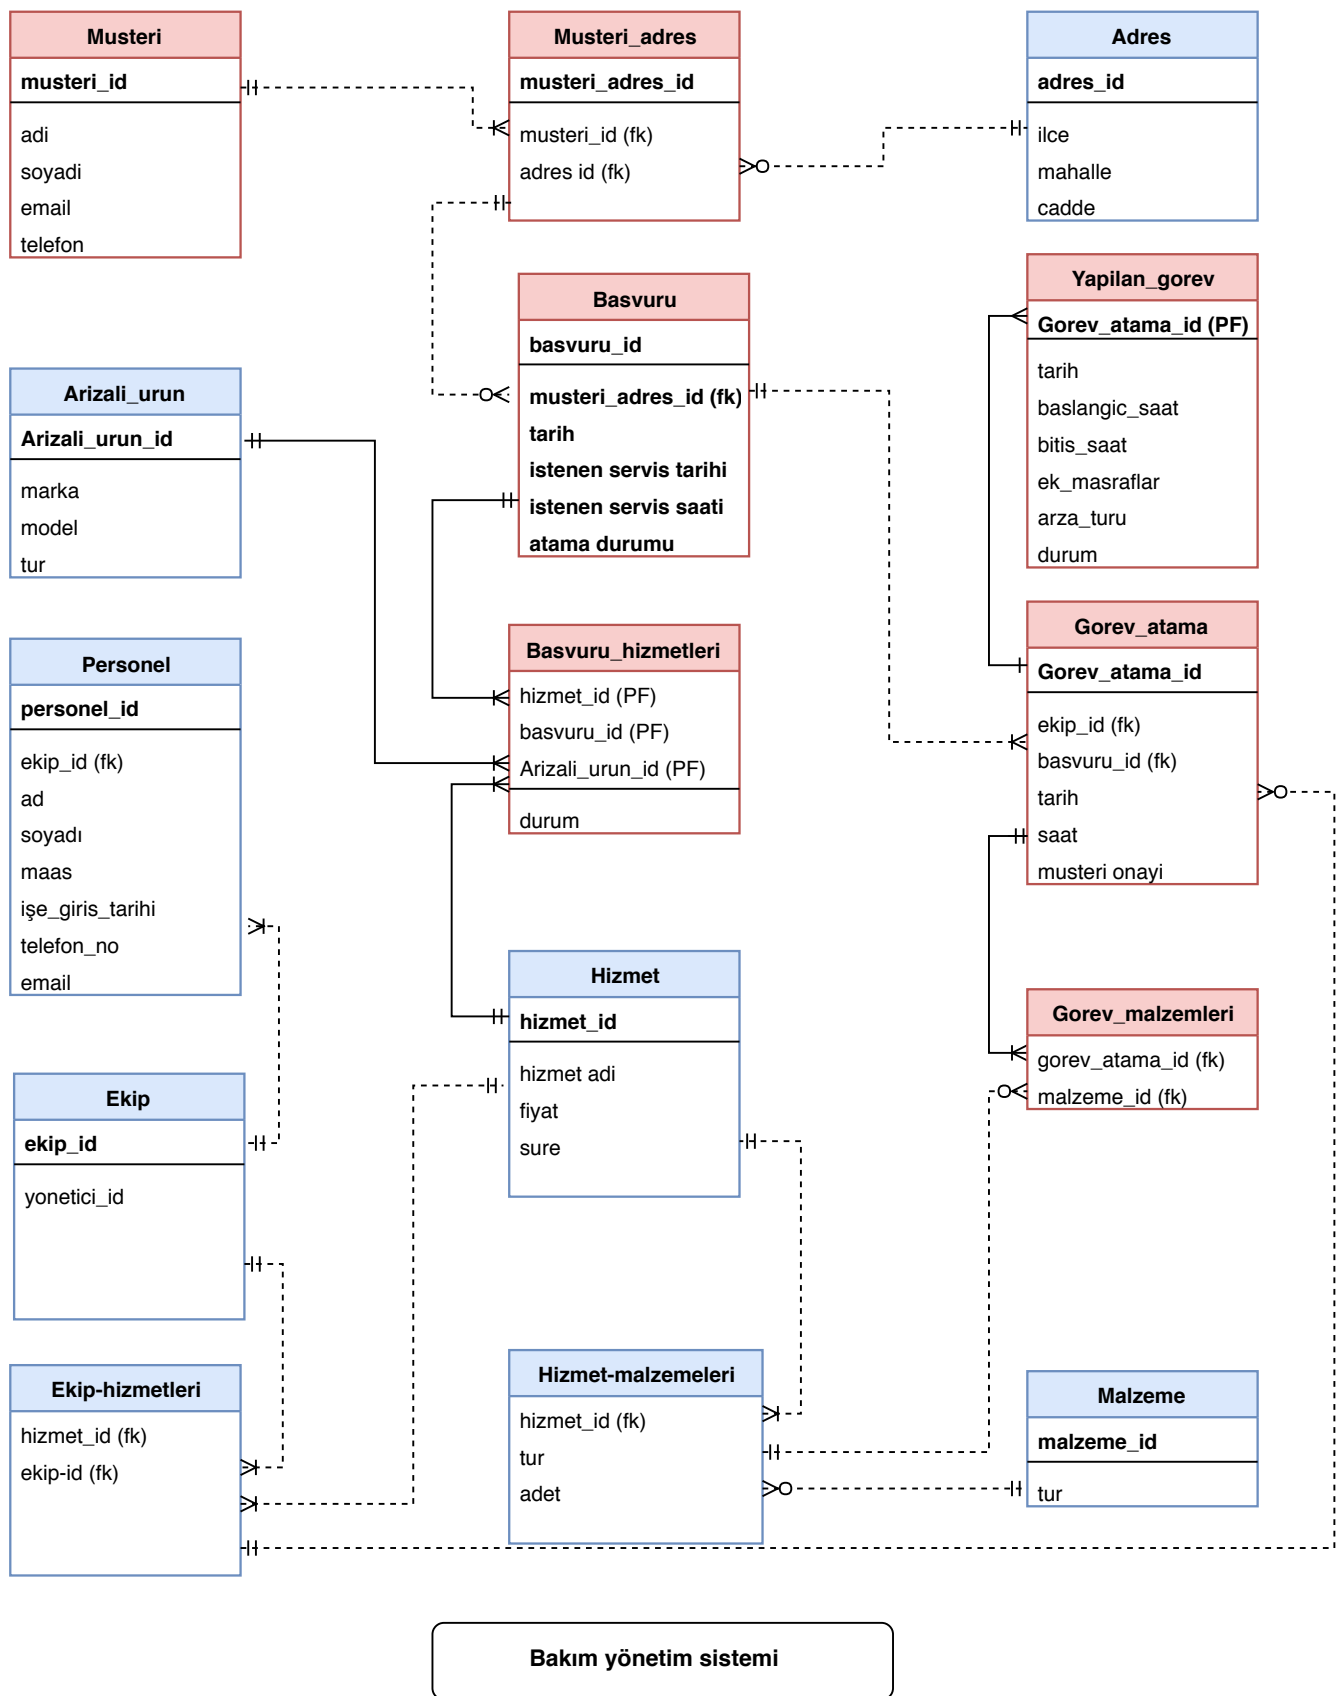 Musteri
musteri_id
adi
soyadi
email
telefon
Musteri_adres
musteri_adres_id
musteri_id (fk)
adres id (fk)
Adres
adres_id
ilce
mahalle
cadde
Basvuru
basvuru_id
musteri_adres_id (fk)
tarih
istenen servis tarihi
istenen servis saati
atama durumu
Yapilan_gorev
Gorev_atama_id (PF)
tarih
baslangic_saat
bitis_saat
ek_masraflar
arza_turu
durum
Arizali_urun
Arizali_urun_id
marka
model
tur
Personel
personel_id
ekip_id (fk)
ad
soyadı
maas
işe_giris_tarihi
telefon_no
email
Basvuru_hizmetleri
hizmet_id (PF)
basvuru_id (PF)
Arizali_urun_id (PF)
durum
Gorev_atama
Gorev_atama_id
ekip_id (fk)
basvuru_id (fk)
tarih
saat
musteri onayi
Hizmet
hizmet_id
hizmet adi
fiyat
sure
Gorev_malzemleri
gorev_atama_id (fk)
malzeme_id (fk)
Ekip
ekip_id
yonetici_id
Ekip-hizmetleri
hizmet_id (fk)
ekip-id (fk)
Hizmet-malzemeleri
hizmet_id (fk)
tur
adet
Malzeme
malzeme_id
tur
Bakım yönetim sistemi